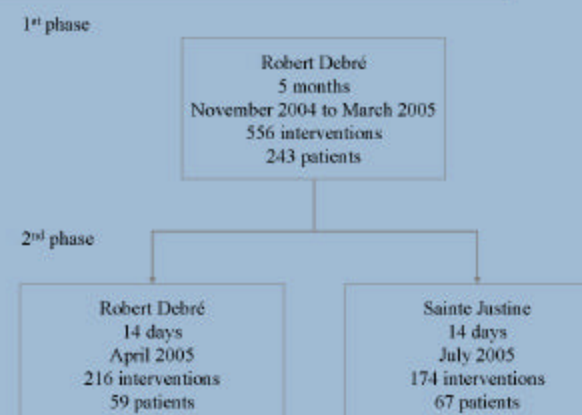 1st phase
Robert Debré
5 months
November 2004 to March 2005
556 interventions
243 patients
2nd phase
Robert Debré
14 days
April 2005
216 interventions
59 patients
Sainte Justine
14 days
July 2005
174 interventions
67 patients